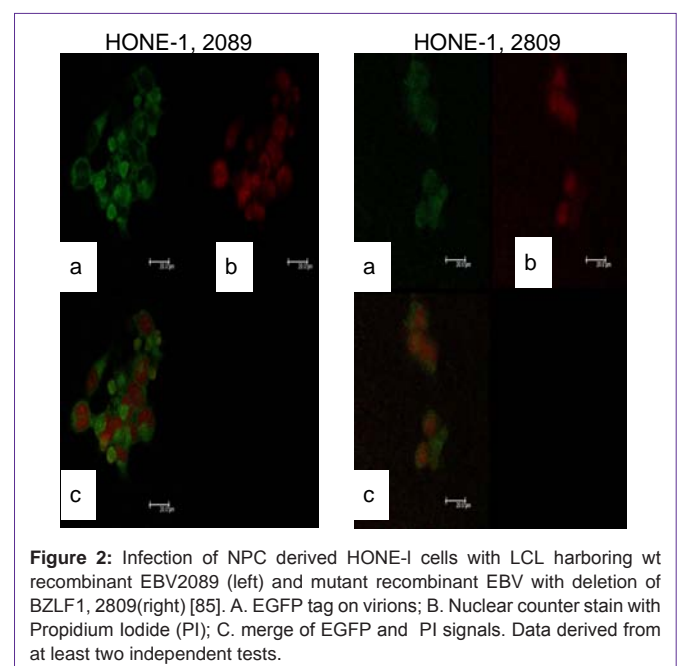 HONE-1, 2089
HONE-1, 2809
a
b
a
b
c
c
Figure 2: Infection of NPC derived HONE-I cells with LCL harboring wt
recombinant EBV2089 (left) and mutant recombinant EBV with deletion of
BZLF1, 2809(right) [85]. A. EGFP tag on virions; B. Nuclear counter stain with
Propidium Iodide (PI); C. merge of EGFP and PI signals. Data derived from
at least two independent tests.